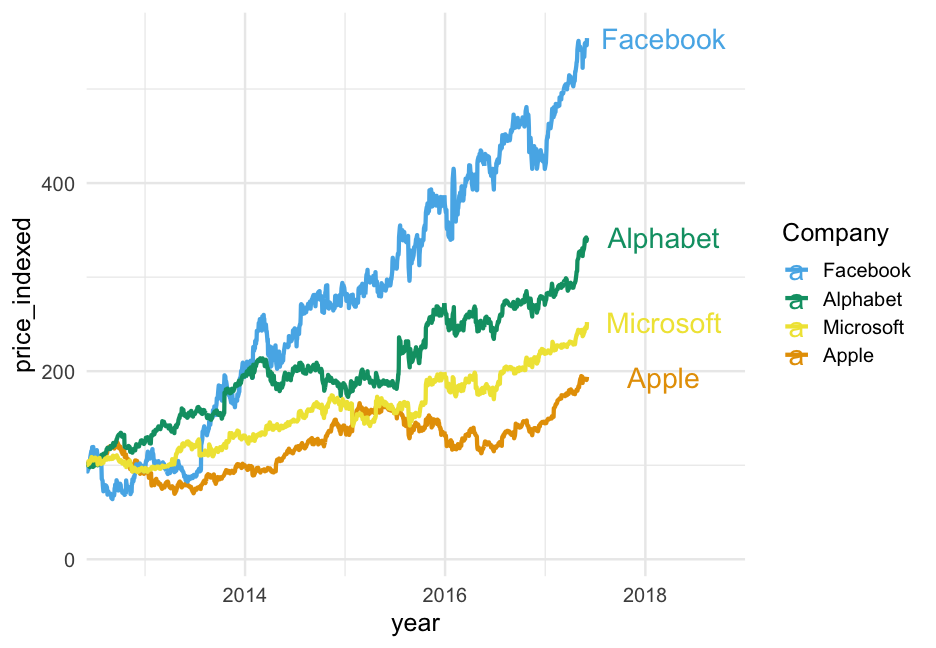 Facebook
Alphabet
Microsoft
Apple
400
200
0
price_indexed
2014
2016
2018
year
Company
a Facebook
a Alphabet
a Microsoft
a Apple